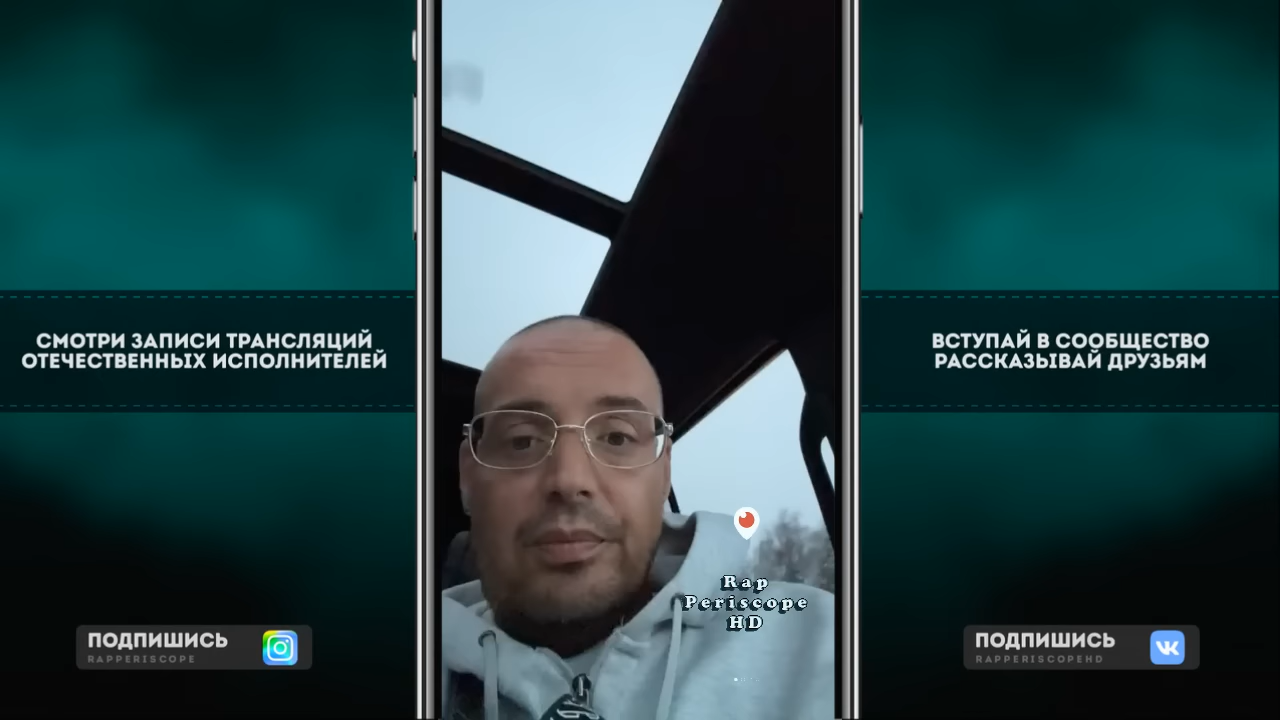 СМОТРИ ЗАПИСИ ТРАНСЛЯЦИЙ
ОТЕЧЕСТВЕННЫХ ИСПОЛНИТЕЛЕЙ
ВСТУПАЙ В СООБЩЕСТВО
РАССКАЗЫВАЙ ДРУЗЬЯМ
Rap
Periscope
HD
ПОДПИШИСЬ
RAPPERISCOPE
ПОДПИШИСЬ
RAPPERISCOPEHD